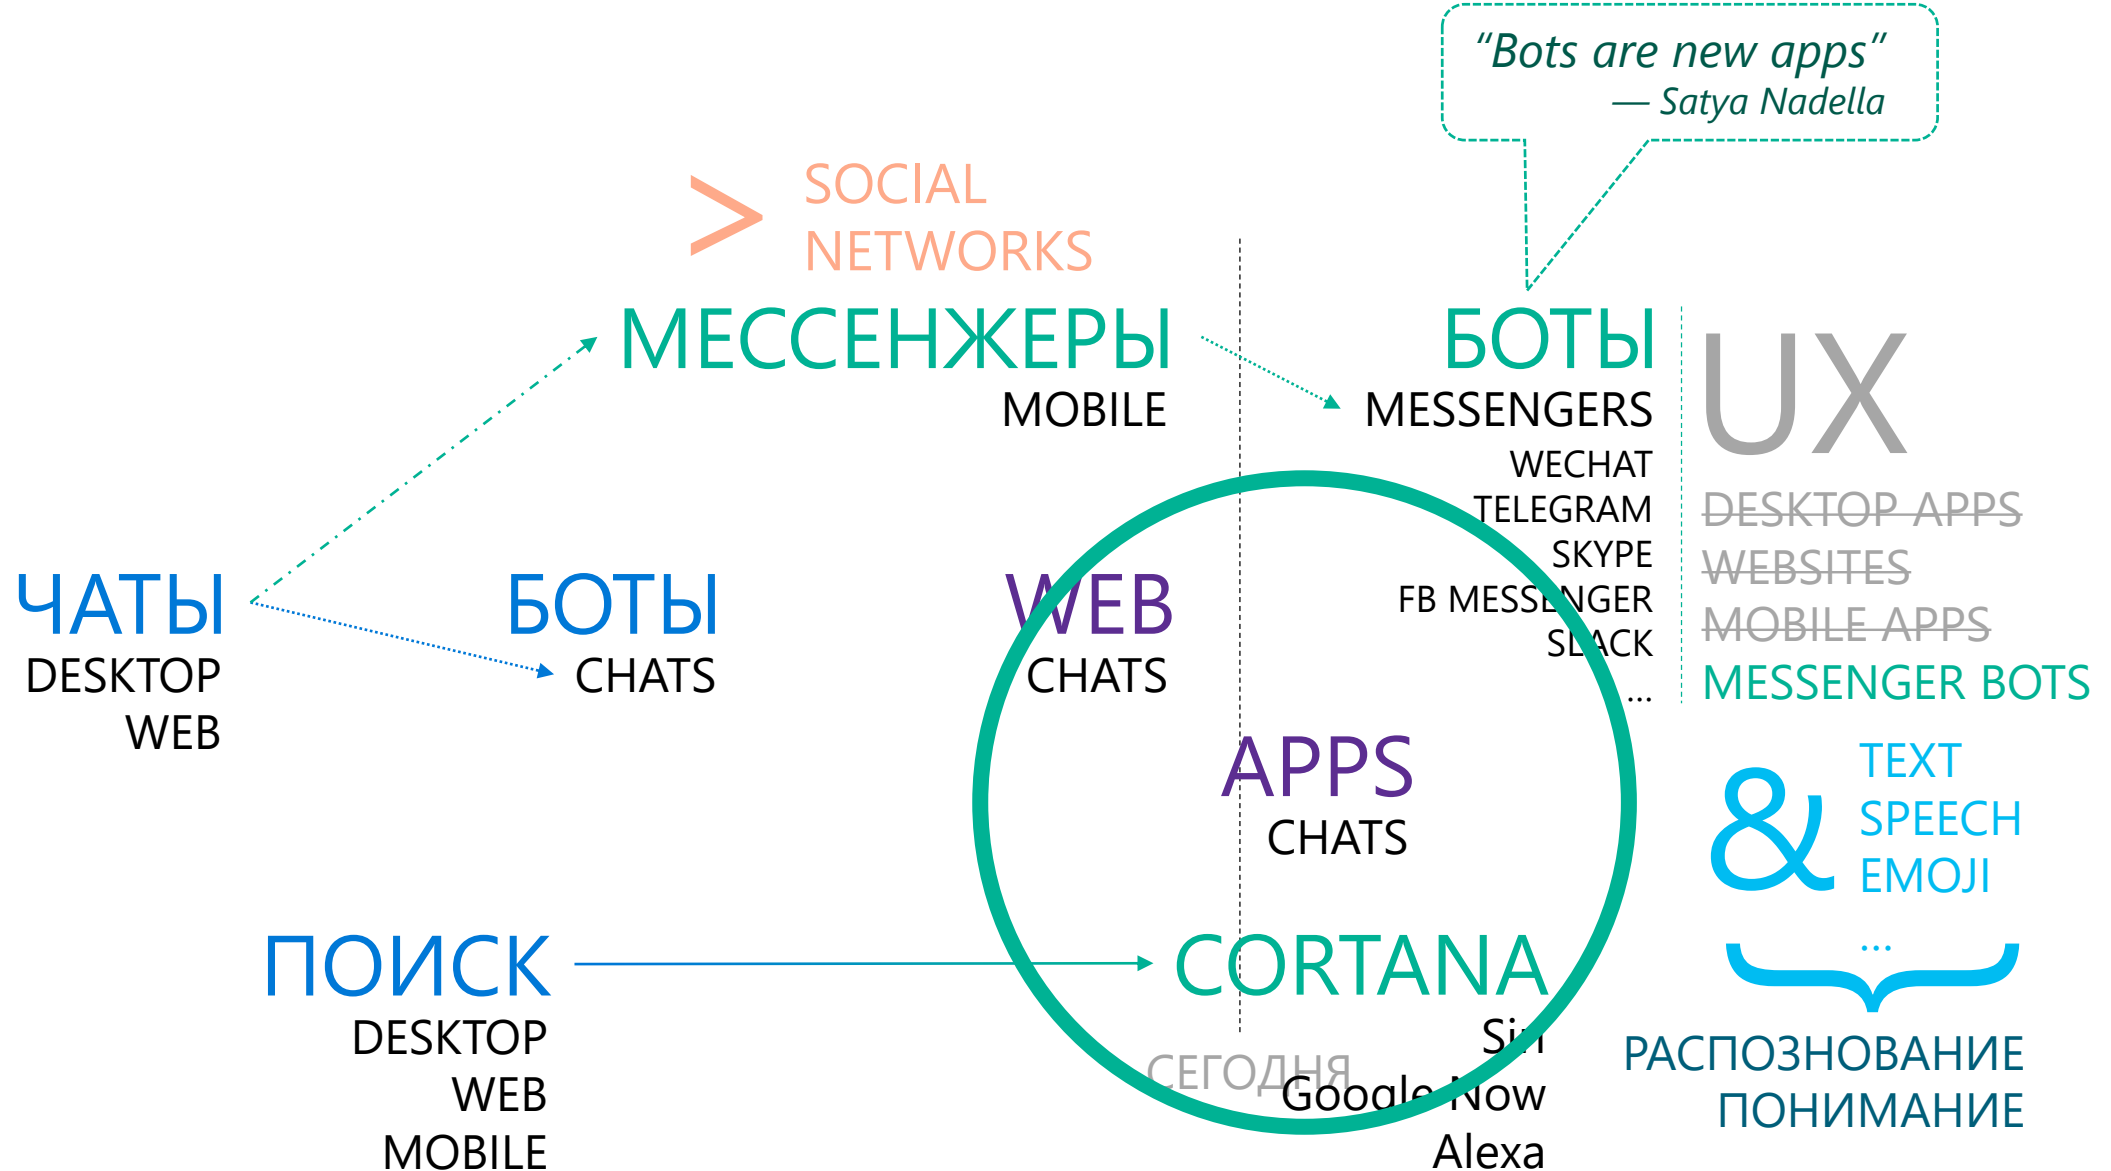 “Bots are new apps”
— Satya Nadella
>
SOCIAL
NETWORKS
МЕССЕНЖЕРЫ
MOBILE
БОТЫ
MESSENGERS
WECHAT
TELEGRAM
SKYPE
FB MESSENGER
SLACK
...
UX
DESKTOP APPS
WEBSITES
MOBILE APPS
MESSENGER BOTS
ЧАТЫ
DESKTOP
WEB
БОТЫ
CHATS
WEB
CHATS
APPS
CHATS
&
TEXT
SPEECH
EMOJI
...
ПОИСК
DESKTOP
WEB
MOBILE
CORTANA
Siri
Google Now
Alexa
СЕГОДНЯ
РАСПОЗНОВАНИЕ
ПОНИМАНИЕ